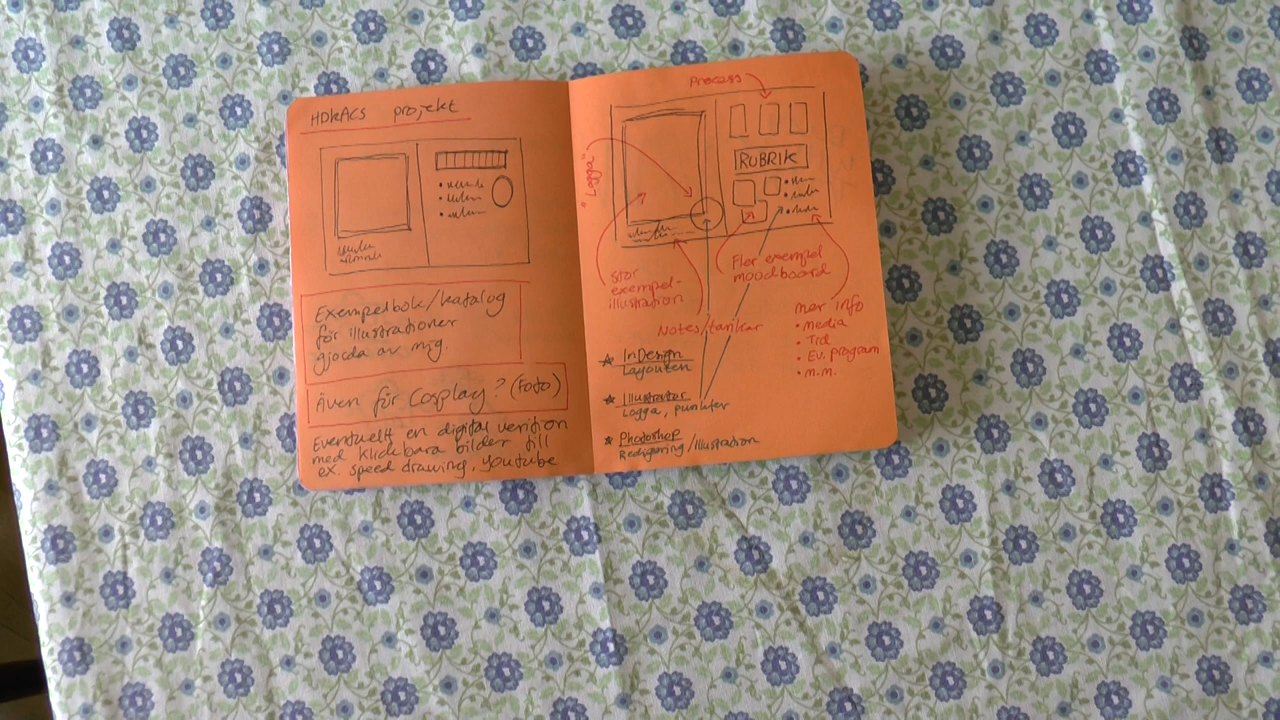 HDKACS projekt
Exempelbok/katalog
för illustrationer
gjorda av mig.
Även för Cosplay? (Foto)
Eventuellt en digital verition
med klickbara bilder till
ex. speed drawing, youtube
Process
"Logga"
RUBRIK
Stor
exempel-
illustration
Fler exempel
moodboard
Notes/tankar
mer info
• media
• Tid
• Ev. program
• m.m.
★ InDesign
Layouten
★ Illustrator
Logga, punkter
★ Photoshop
Redigering/Illustration